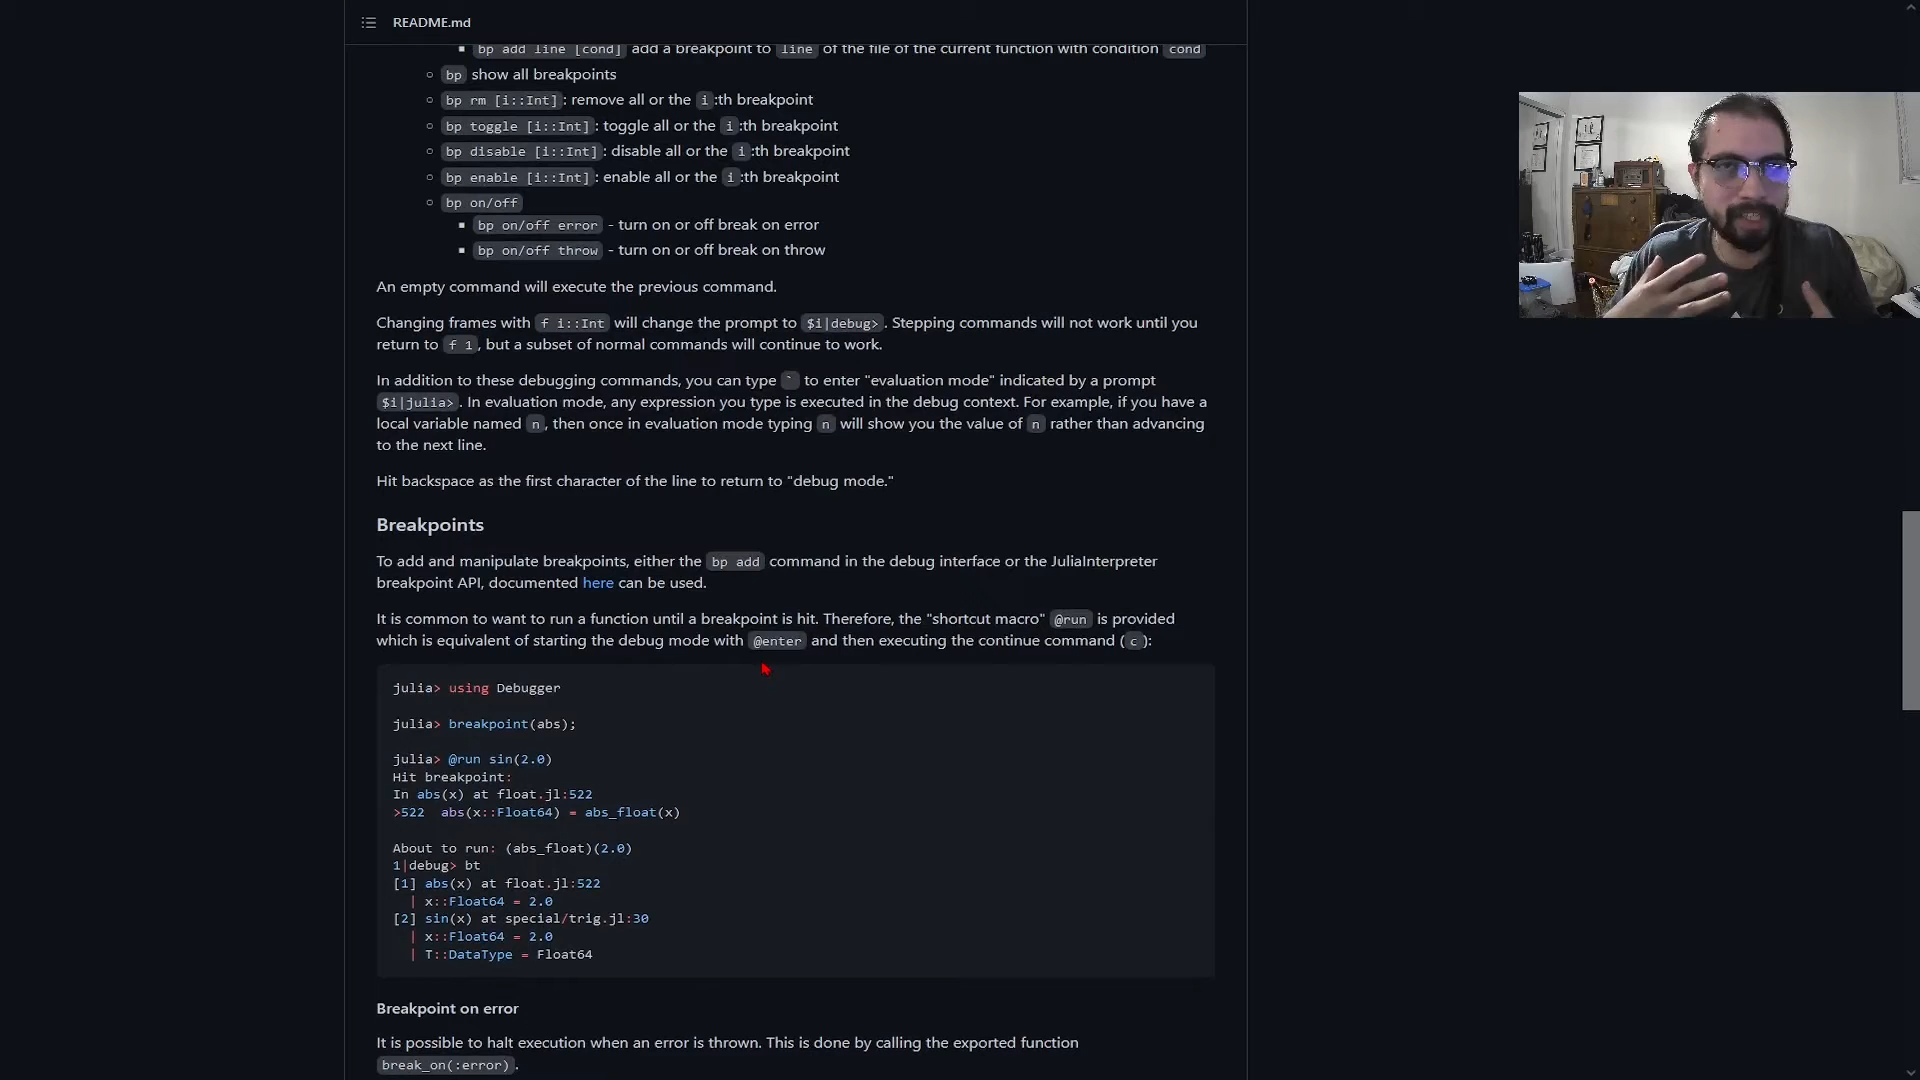 README.md
bp add line [cond] add a breakpoint to line of the file of the current function with condition cond
bp show all breakpoints
bp rm [i::Int]: remove all or the i:th breakpoint
bp toggle [i::Int]: toggle all or the i:th breakpoint
bp disable [i::Int]: disable all or the i:th breakpoint
bp enable [i::Int]: enable all or the i:th breakpoint
bp on/off
bp on/off error - turn on or off break on error
bp on/off throw - turn on or off break on throw
An empty command will execute the previous command.
Changing frames with f i::Int will change the prompt to $i|debug>. Stepping commands will not work until you
return to f 1, but a subset of normal commands will continue to work.
In addition to these debugging commands, you can type ` to enter "evaluation mode" indicated by a prompt
$i|julia>. In evaluation mode, any expression you type is executed in the debug context. For example, if you have a
local variable named n, then once in evaluation mode typing n will show you the value of n rather than advancing
to the next line.
Hit backspace as the first character of the line to return to "debug mode."
Breakpoints
To add and manipulate breakpoints, either the bp add command in the debug interface or the JuliaInterpreter
breakpoint API, documented here can be used.
It is common to want to run a function until a breakpoint is hit. Therefore, the "shortcut macro" @run is provided
which is equivalent of starting the debug mode with @enter and then executing the continue command (c):
julia> using Debugger
julia> breakpoint(abs);
julia> @run sin(2.0)
Hit breakpoint:
In abs(x) at float.jl:522
>522  abs(x::Float64) = abs_float(x)
About to run: (abs_float)(2.0)
1|debug> bt
[1] abs(x) at float.jl:522
| x::Float64 = 2.0
[2] sin(x) at special/trig.jl:30
| x::Float64 = 2.0
| T::DataType = Float64
Breakpoint on error
It is possible to halt execution when an error is thrown. This is done by calling the exported function
break_on(:error).